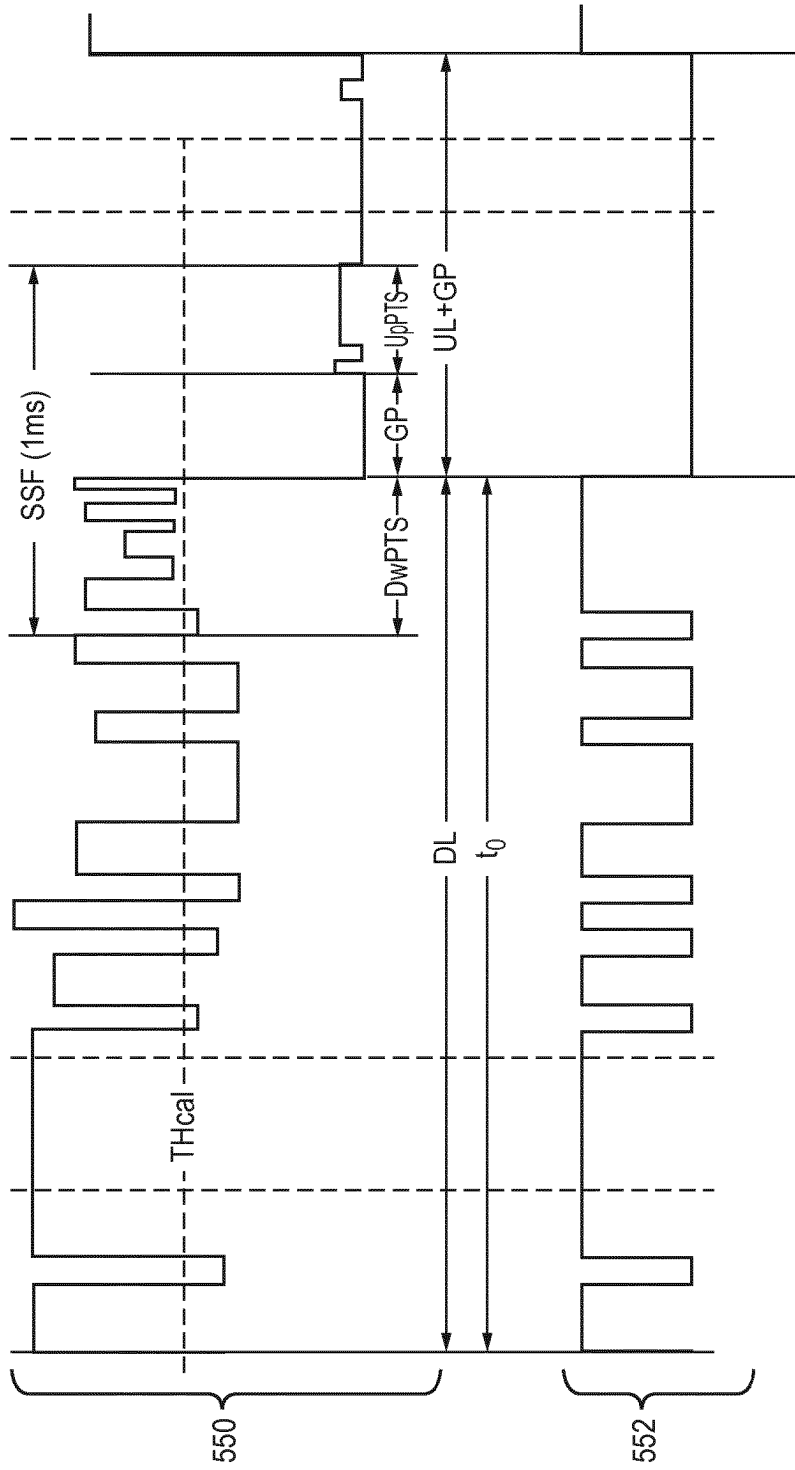 SSF (1ms)
THcal
DwPTS
GP
UpPTS
DL
UL+GP
t0
550
552